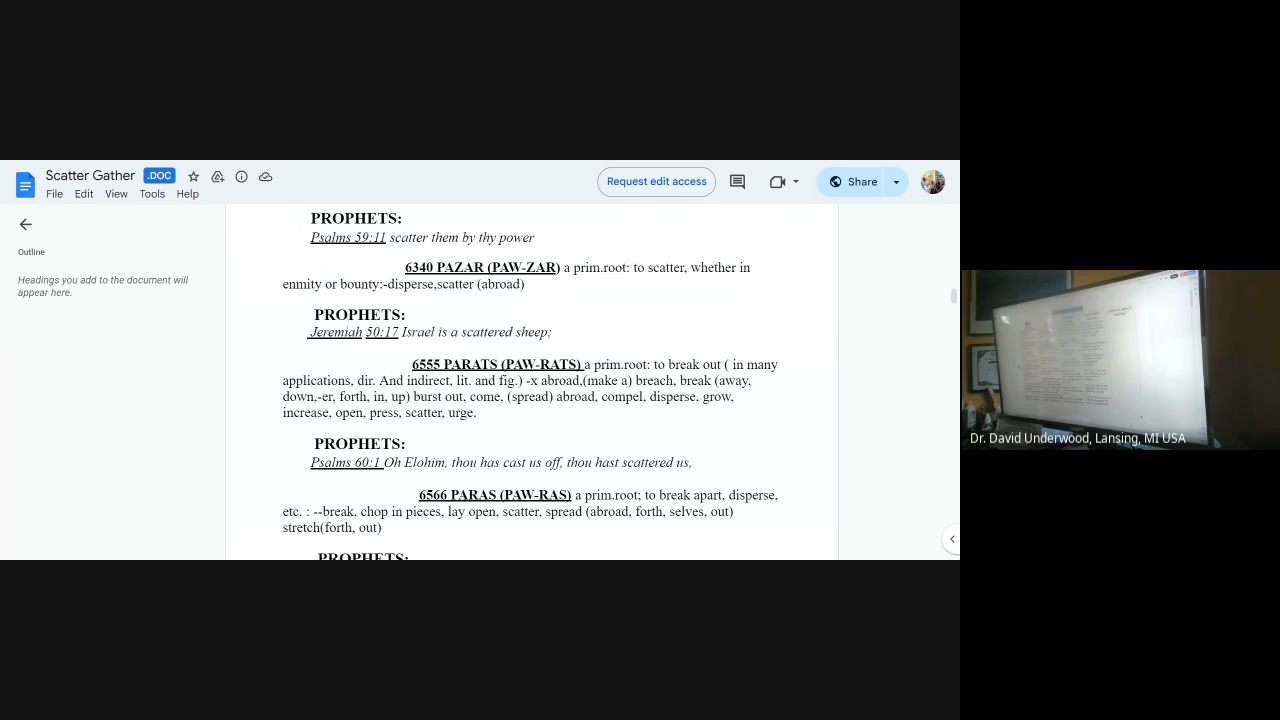 Scatter Gather .DOC
File Edit View Tools Help
Request edit access
Share
Outline
Headings you add to the document will
appear here.
PROPHETS:
Psalms 59:11 scatter them by thy power
6340 PAZAR (PAW-ZAR) a prim.root: to scatter, whether in
enmity or bounty:-disperse,scatter (abroad)
PROPHETS:
Jeremiah 50:17 Israel is a scattered sheep;
6555 PARATS (PAW-RATS) a prim.root: to break out ( in many
applications, dir. And indirect, lit. and fig.) -x abroad,(make a) breach, break (away,
down,-er, forth, in, up) burst out, come, (spread) abroad, compel, disperse, grow,
increase, open, press, scatter, urge.
PROPHETS:
Psalms 60:1 Oh Elohim, thou has cast us off, thou hast scattered us,
6566 PARAS (PAW-RAS) a prim.root; to break apart, disperse,
etc. : --break, chop in pieces, lay open, scatter, spread (abroad, forth, selves, out)
stretch(forth, out)
PROPHETS:
Dr. David Underwood, Lansing, MI USA